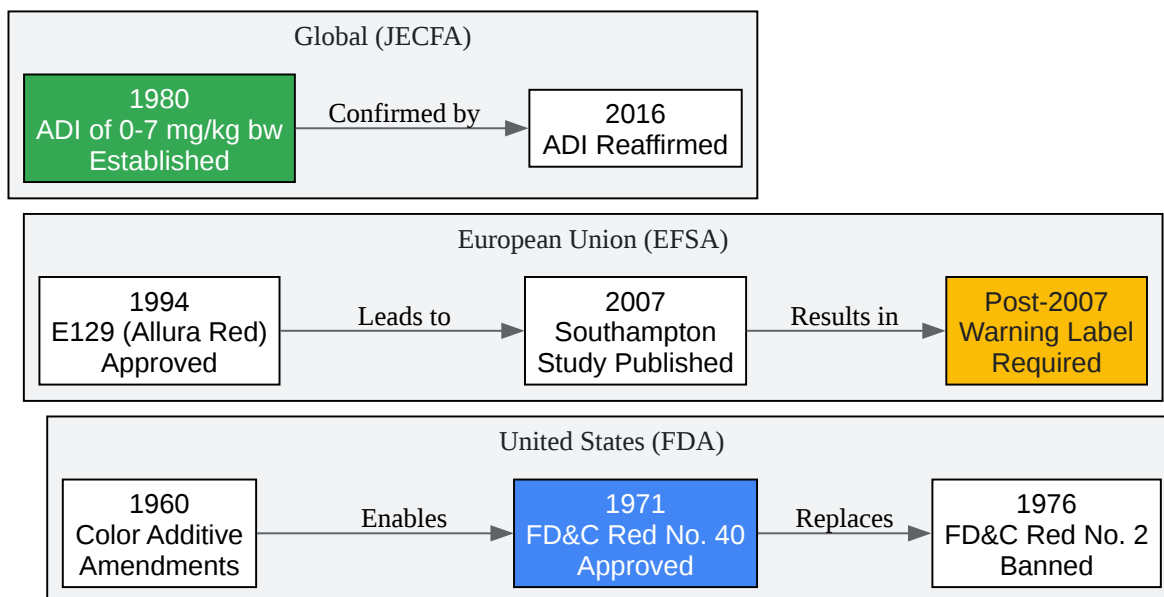 Global (JECFA)
1980
ADI of 0-7 mg/kg bw
Established
Confirmed by
2016
ADI Reaffirmed
European Union (EFSA)
1994
E129 (Allura Red)
Approved
Leads to
2007
Southampton
Study Published
Results in
Post-2007
Warning Label
Required
United States (FDA)
1960
Color Additive
Amendments
Enables
1971
FD&C Red No. 40
Approved
Replaces
1976
FD&C Red No. 2
Banned